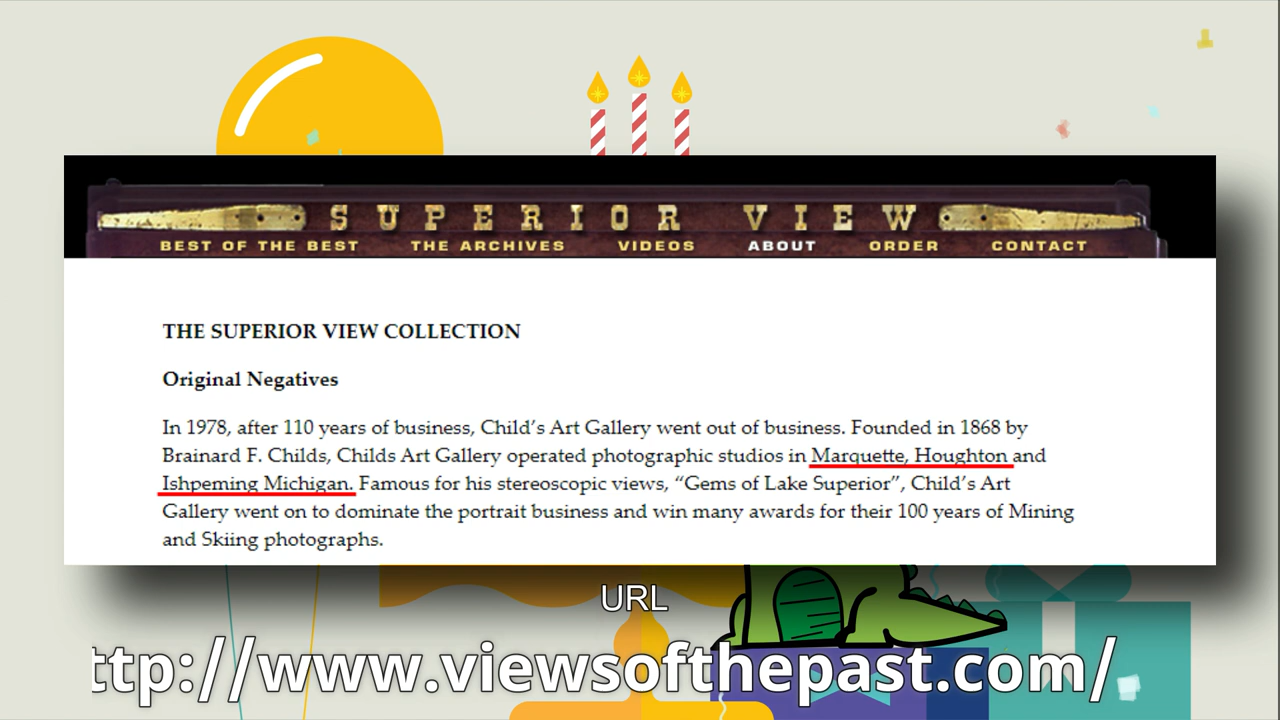 SUPERIOR VIEW
BEST OF THE BEST THE ARCHIVES VIDEOS ABOUT ORDER CONTACT
THE SUPERIOR VIEW COLLECTION
Original Negatives
In 1978, after 110 years of business, Child’s Art Gallery went out of business. Founded in 1868 by
Brainard F. Childs, Childs Art Gallery operated photographic studios in Marquette, Houghton and
Ishpeming Michigan. Famous for his stereoscopic views, “Gems of Lake Superior”, Child’s Art
Gallery went on to dominate the portrait business and win many awards for their 100 years of Mining
and Skiing photographs.
URL
ttp://www.viewsofthepast.com/